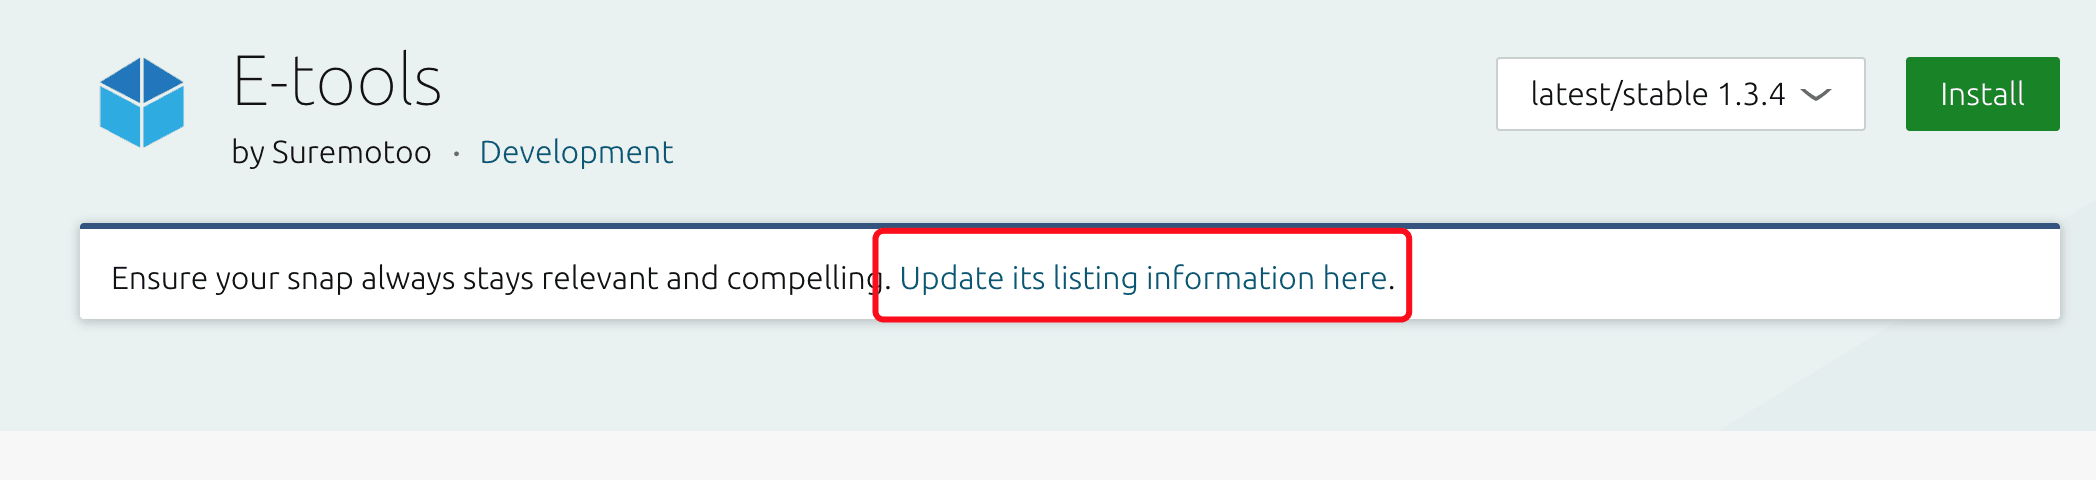 E-tools
latest/stable 1.3.4
Install
by Suremotoo · Development
Ensure your snap always stays relevant and compelling. Update its listing information here.